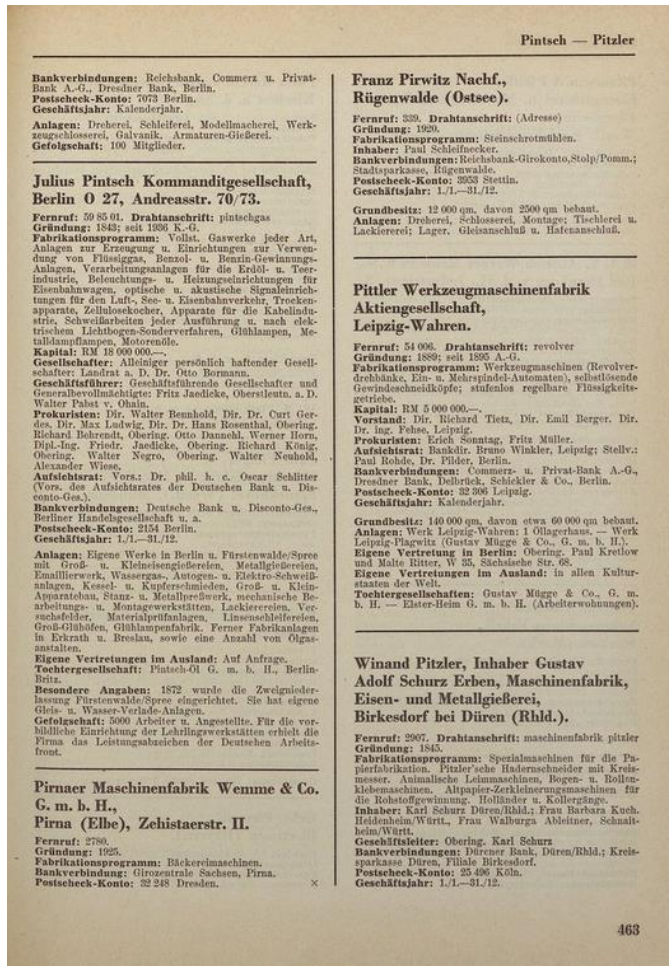 Pintsch — Pitzler
Bankverbindungen: Reichsbank, Commerz u. Privat-
Bank A.-G., Dresdner Bank, Berlin.
Postscheck-Konto: 7073 Berlin.
Geschäftsjahr: Kalenderjahr.
Anlagen: Dreherei, Schleiferei, Modellmacherei, Werk-
zeugschlosserei, Galvanik, Armaturen-Gießerei.
Gefolgschaft: 100 Mitglieder.
Julius Pintsch Kommanditgesellschaft,
Berlin O 27, Andreasstr. 70/73.
Fernruf: 59 85 01. Drahtanschrift: pintschgas
Gründung: 1843; seit 1936 K.-G.
Fabrikationsprogramm: Vollst. Gaswerke jeder Art,
Anlagen zur Erzeugung u. Einrichtungen zur Verwen-
dung von Flüssiggas, Benzol- u. Benzin-Gewinnungs-
Anlagen, Verarbeitungsanlagen für die Erdöl- u. Teer-
industrie, Beleuchtungs- u. Heizungseinrichtungen für
Eisenbahnwagen, optische u. akustische Signaleinrich-
tungen für den Luft-, See- u. Eisenbahnverkehr, Trocken-
apparate, Zellulosekocher, Apparate für die Kabelindu-
strie, Schweißarbeiten jeder Ausführung u. nach elek-
trischem Lichtbogen-Sonderverfahren, Glühlampen, Me-
talldampflampen, Motorenöle.
Kapital: RM 18 000 000.—.
Gesellschafter: Alleiniger persönlich haftender Gesell-
schafter: Landrat a. D. Dr. Otto Bormann.
Geschäftsführer: Geschäftsführende Gesellschafter und
Generalbevollmächtigte: Fritz Jaedicke, Oberstleutn. a. D.
Walter Pabst v. Ohain.
Prokuristen: Dir. Walter Bennhold, Dir. Dr. Curt Ger-
des, Dir. Max Ludwig, Dir. Dr. Hans Rosenthal, Obering.
Richard Behrendt, Obering. Otto Dannehl, Werner Horn,
Dipl.-Ing. Friedr. Jaedicke, Obering. Richard König,
Obering. Walter Negro, Obering. Walter Neuhold,
Alexander Wiese.
Aufsichtsrat: Vors.: Dr. phil. h. c. Oscar Schlitter
(Vors. des Aufsichtsrates der Deutschen Bank u. Dis-
conto-Ges.).
Bankverbindungen: Deutsche Bank u. Disconto-Ges.,
Berliner Handelsgesellschaft u. a.
Postscheck-Konto: 2154 Berlin.
Geschäftsjahr: 1./1.—31./12.
Anlagen: Eigene Werke in Berlin u. Fürstenwalde/Spree
mit Groß- u. Kleineisengießereien, Metallgießereien,
Emaillierwerk, Wassergas-, Autogen- u. Elektro-Schweiß-
anlagen, Kessel- u. Kupferschmieden, Groß- u. Klein-
Apparatebau, Stanz- u. Metallpreßwerk, mechanische Be-
arbeitungs- u. Montagewerkstätten, Lackierereien, Ver-
suchsfelder, Materialprüfanlagen, Linsenschleifereien,
Groß-Glühöfen, Glühlampenfabrik. Ferner Fabrikanlagen
in Erkrath u. Breslau, sowie eine Anzahl von Ölgas-
anstalten.
Eigene Vertretungen im Ausland: Auf Anfrage.
Tochtergesellschaft: Pintsch-Öl G. m. b. H., Berlin-
Britz.
Besondere Angaben: 1872 wurde die Zweignieder-
lassung Fürstenwalde/Spree eingerichtet. Sie hat eigene
Gleis- u. Wasser-Verlade-Anlagen.
Gefolgschaft: 5000 Arbeiter u. Angestellte. Für die vor-
bildliche Einrichtung der Lehrlingswerkstätten erhielt die
Firma das Leistungsabzeichen der Deutschen Arbeits-
front.
Pirnaer Maschinenfabrik Wemme & Co.
G. m. b. H.,
Pirna (Elbe), Zehistaerstr. II.
Fernruf: 2780.
Gründung: 1925.
Fabrikationsprogramm: Bäckereimaschinen.
Bankverbindung: Girozentrale Sachsen, Pirna.
Postscheck-Konto: 32 248 Dresden. ×
Franz Pirwitz Nachf.,
Rügenwalde (Ostsee).
Fernruf: 339. Drahtanschrift: (Adresse)
Gründung: 1920.
Fabrikationsprogramm: Steinschrotmühlen.
Inhaber: Paul Schleifnecker.
Bankverbindungen: Reichsbank-Girokonto, Stolp/Pomm.;
Stadtsparkasse, Rügenwalde.
Postscheck-Konto: 3953 Stettin.
Geschäftsjahr: 1./1.—31./12.
Grundbesitz: 12 000 qm, davon 2500 qm bebaut.
Anlagen: Dreherei, Schlosserei, Montage; Tischlerei u.
Lackiererei; Lager. Gleisanschluß u. Hafenanschluß.
Pittler Werkzeugmaschinenfabrik
Aktiengesellschaft,
Leipzig-Wahren.
Fernruf: 54 006. Drahtanschrift: revolver
Gründung: 1889; seit 1895 A.-G.
Fabrikationsprogramm: Werkzeugmaschinen (Revolver-
drehbänke, Ein- u. Mehrspindel-Automaten), selbstlösende
Gewindeschneidköpfe; stufenlos regelbare Flüssigkeits-
getriebe.
Kapital: RM 5 000 000.—.
Vorstand: Dir. Richard Tietz, Dir. Emil Berger, Dir.
Dr. ing. Fehse, Leipzig.
Prokuristen: Erich Sonntag, Fritz Müller.
Aufsichtsrat: Bankdir. Bruno Winkler, Leipzig; Stellv.:
Paul Rohde, Dr. Pilder, Berlin.
Bankverbindungen: Commerz- u. Privat-Bank A.-G.,
Dresdner Bank, Delbrück, Schickler & Co., Berlin.
Postscheck-Konto: 32 306 Leipzig.
Geschäftsjahr: Kalenderjahr.
Grundbesitz: 140 000 qm, davon etwa 60 000 qm bebaut.
Anlagen: Werk Leipzig-Wahren: 1 Öllagerhaus. — Werk
Leipzig-Plagwitz (Gustav Mügge & Co., G. m. b. H.).
Eigene Vertretung in Berlin: Obering. Paul Kretlow
und Malte Ritter, W 35, Sächsische Str. 68.
Eigene Vertretungen im Ausland: in allen Kultur-
staaten der Welt.
Tochtergesellschaften: Gustav Mügge & Co., G. m.
b. H. — Elster-Heim G. m. b. H. (Arbeiterwohnungen).
Winand Pitzler, Inhaber Gustav
Adolf Schurz Erben, Maschinenfabrik,
Eisen- und Metallgießerei,
Birkesdorf bei Düren (Rhld.).
Fernruf: 2907. Drahtanschrift: maschinenfabrik pitzler
Gründung: 1845.
Fabrikationsprogramm: Spezialmaschinen für die Pa-
pierfabrikation. Pitzler'sche Hadernschneider mit Kreis-
messer. Animalische Leimmaschinen, Bogen- u. Rollen-
klebemaschinen. Altpapier-Zerkleinerungsmaschinen für
die Rohstoffgewinnung. Holländer u. Kollergänge.
Inhaber: Karl Schurz Düren/Rhld.; Frau Barbara Kuch,
Heidenheim/Württ., Frau Walburga Ableitner, Schnait-
heim/Württ.
Geschäftsleiter: Obering. Karl Schurz
Bankverbindungen: Dürener Bank, Düren/Rhld.; Kreis-
sparkasse Düren, Filiale Birkesdorf.
Postscheck-Konto: 25 496 Köln.
Geschäftsjahr: 1./1.—31./12.
463